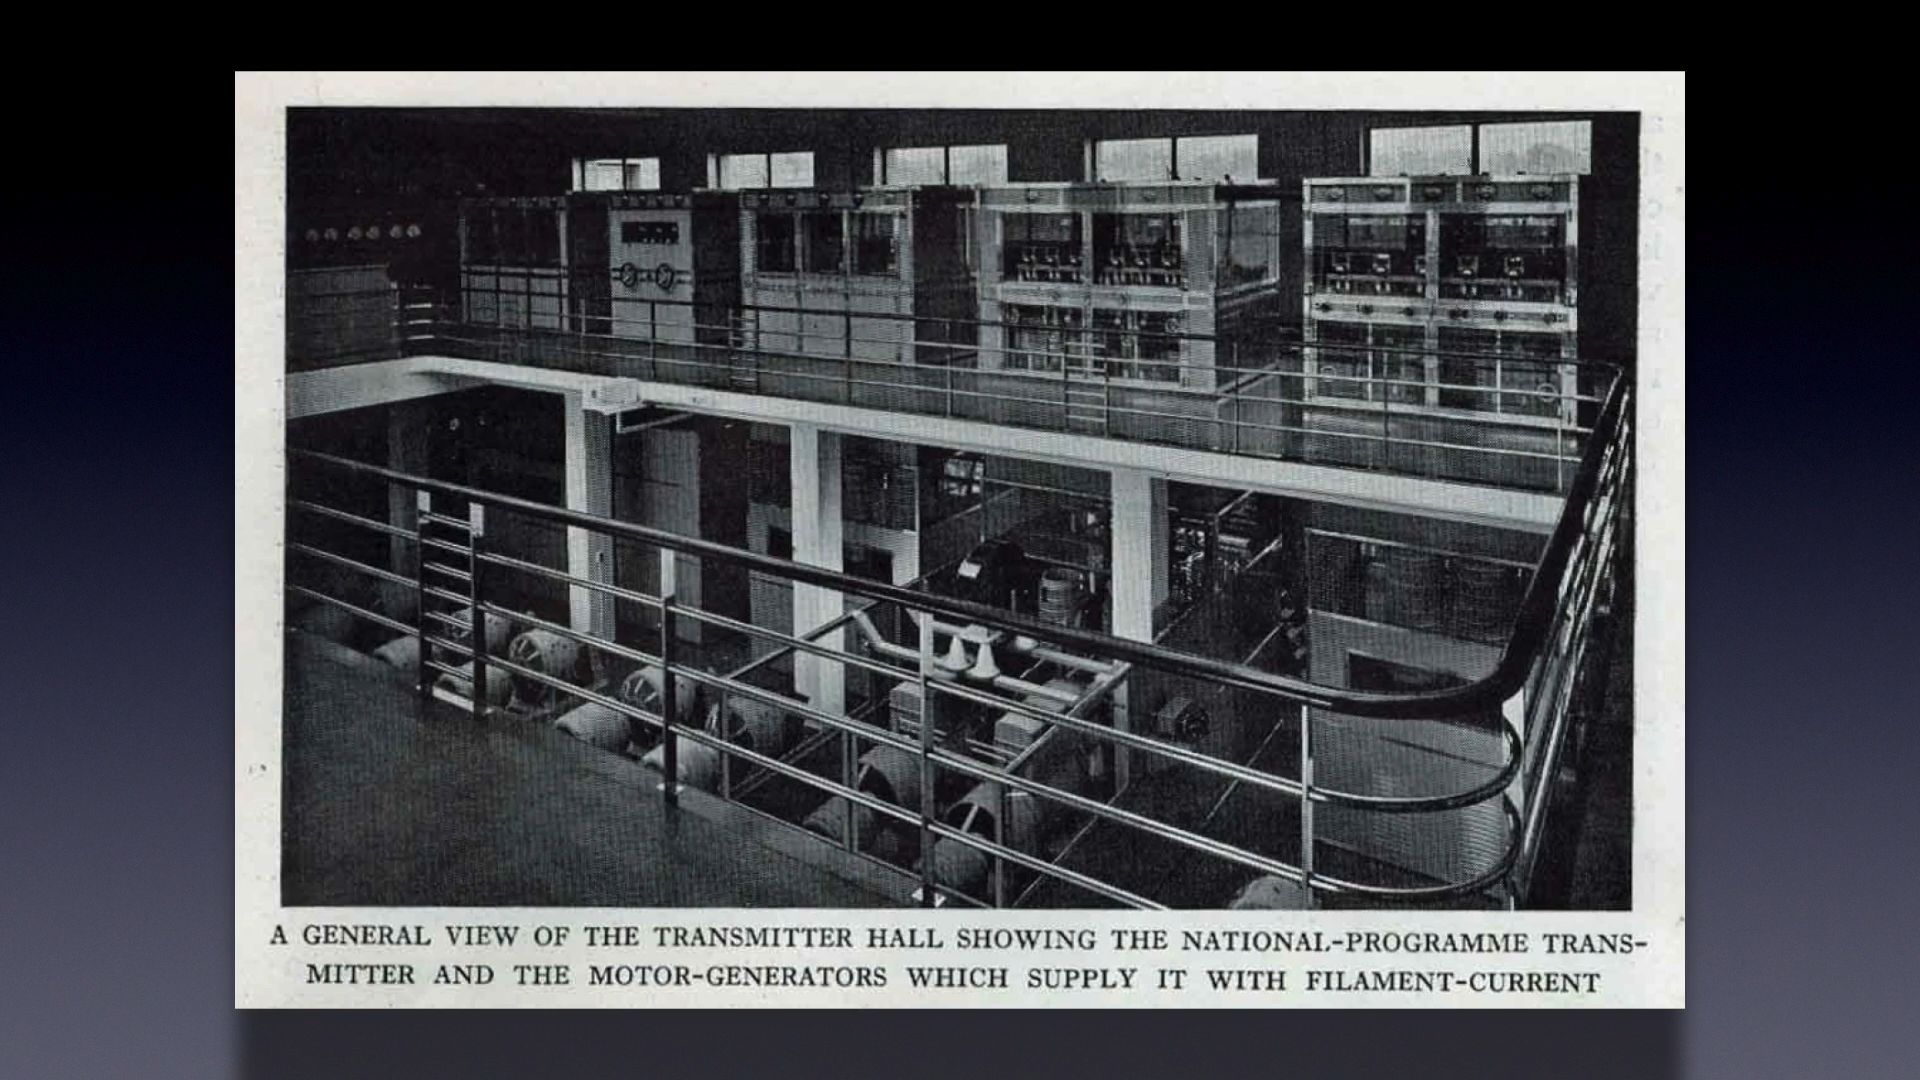 A GENERAL VIEW OF THE TRANSMITTER HALL SHOWING THE NATIONAL-PROGRAMME TRANS-
MITTER AND THE MOTOR-GENERATORS WHICH SUPPLY IT WITH FILAMENT-CURRENT